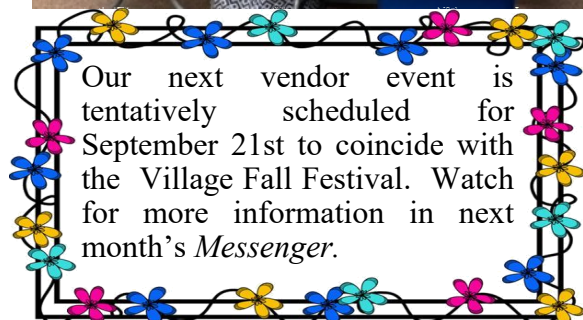 Our next vendor event is
tentatively scheduled for
September 21st to coincide with
the Village Fall Festival. Watch
for more information in next
month’s Messenger.